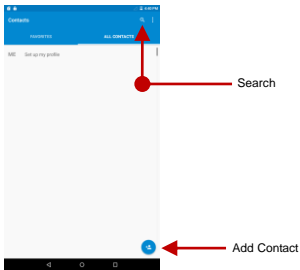 Contacts
FAVORITES
ALL CONTACTS
ME Set up my profile
Search
Add Contact